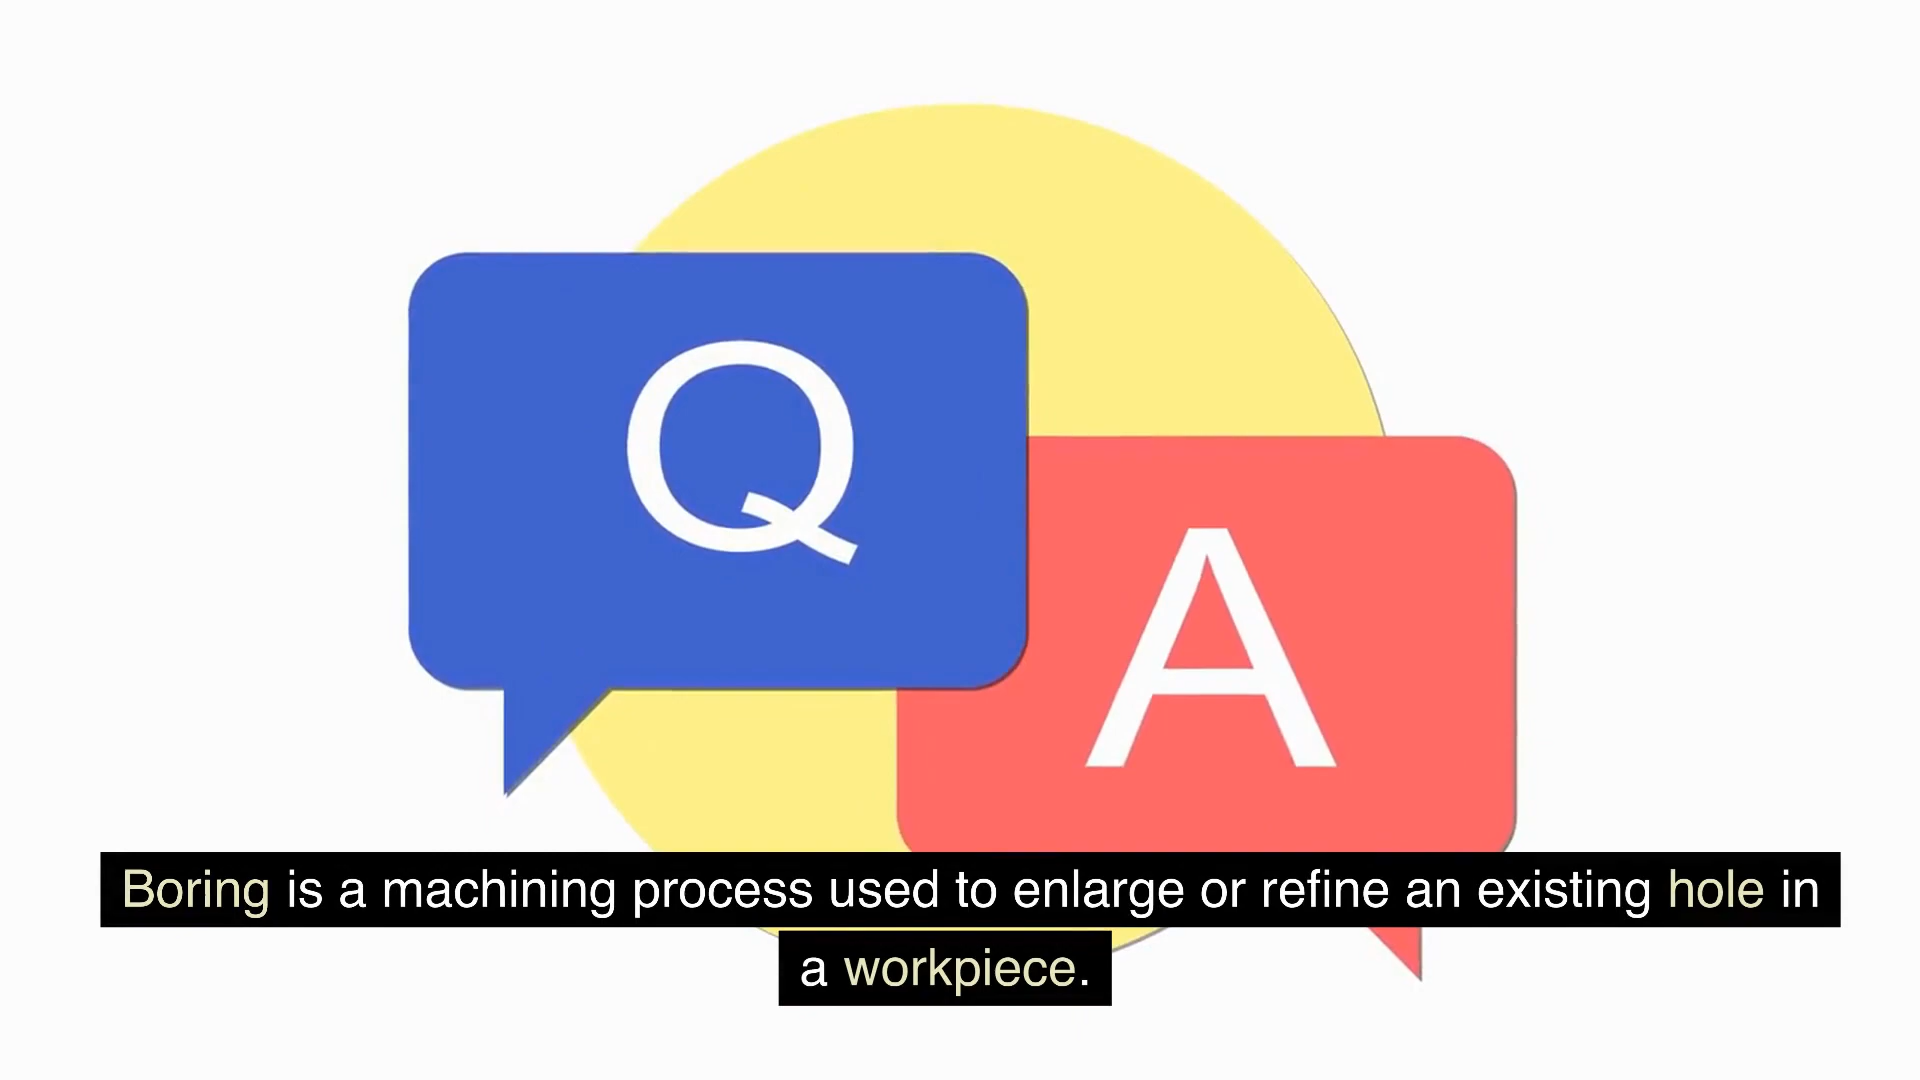 Q
A
Boring is a machining process used to enlarge or refine an existing hole in
a workpiece.